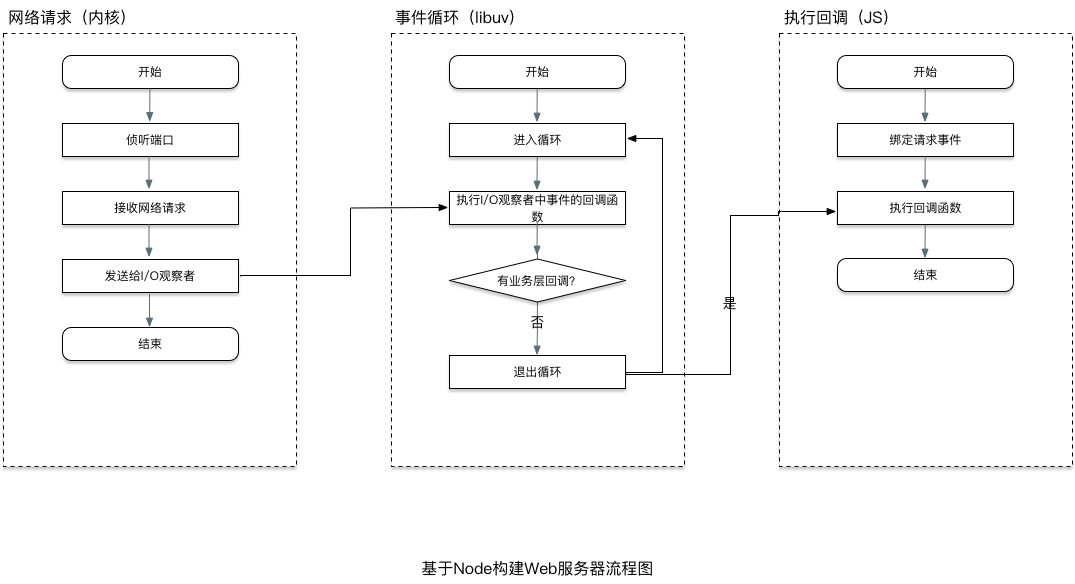 网络请求（内核）
开始
侦听端口
接收网络请求
发送给I/O观察者
结束
事件循环（libuv）
开始
进入循环
执行I/O观察者中事件的回调函
数
有业务层回调?
否
退出循环
是
执行回调（JS）
开始
绑定请求事件
执行回调函数
结束
基于Node构建Web服务器流程图